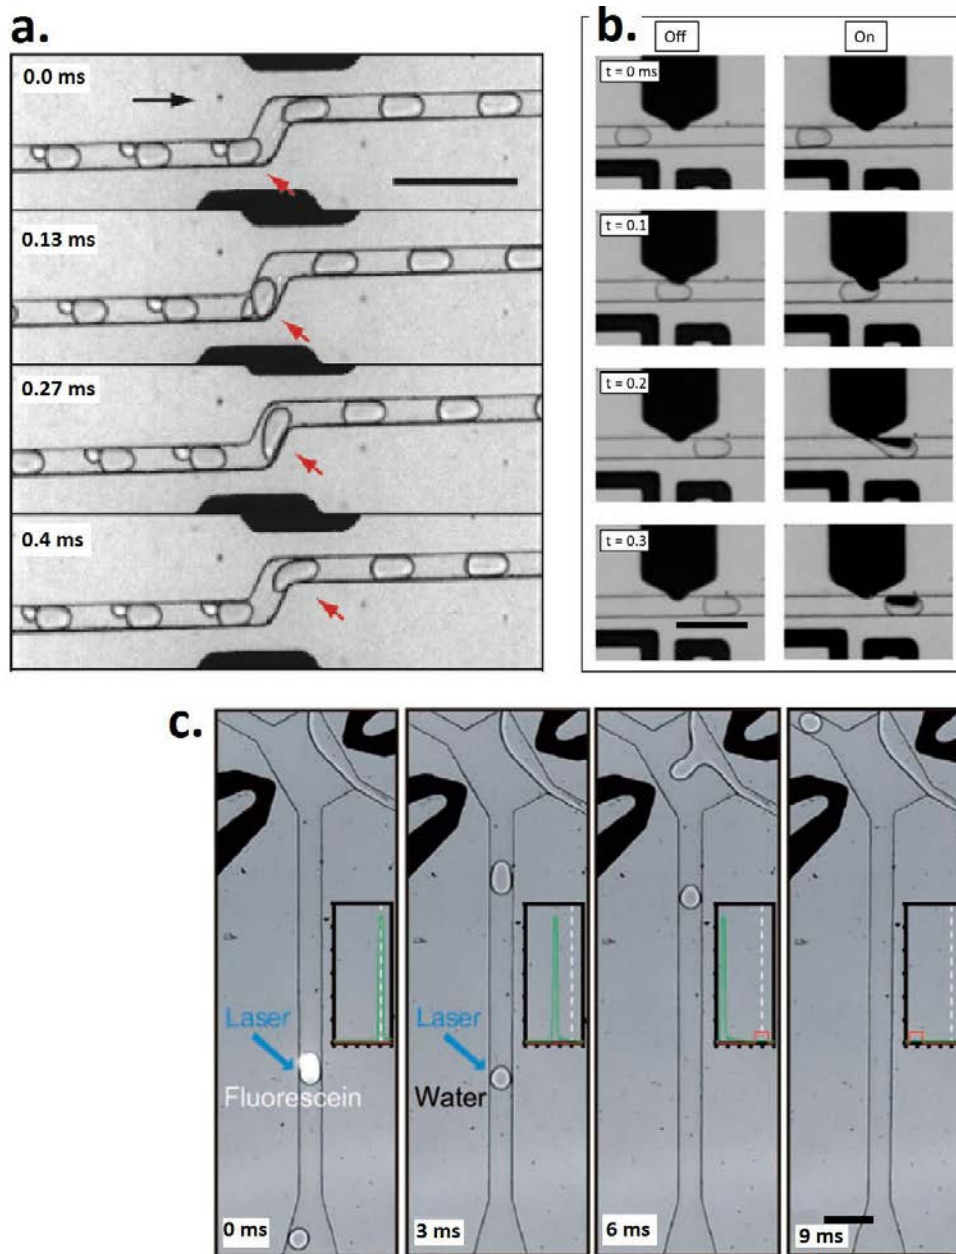 a.
0.0 ms
0.13 ms
0.27 ms
0.4 ms
b.
Off
On
t = 0 ms
t = 0.1
t = 0.2
t = 0.3
c.
Laser
Fluorescein
0 ms
Laser
Water
3 ms
6 ms
9 ms